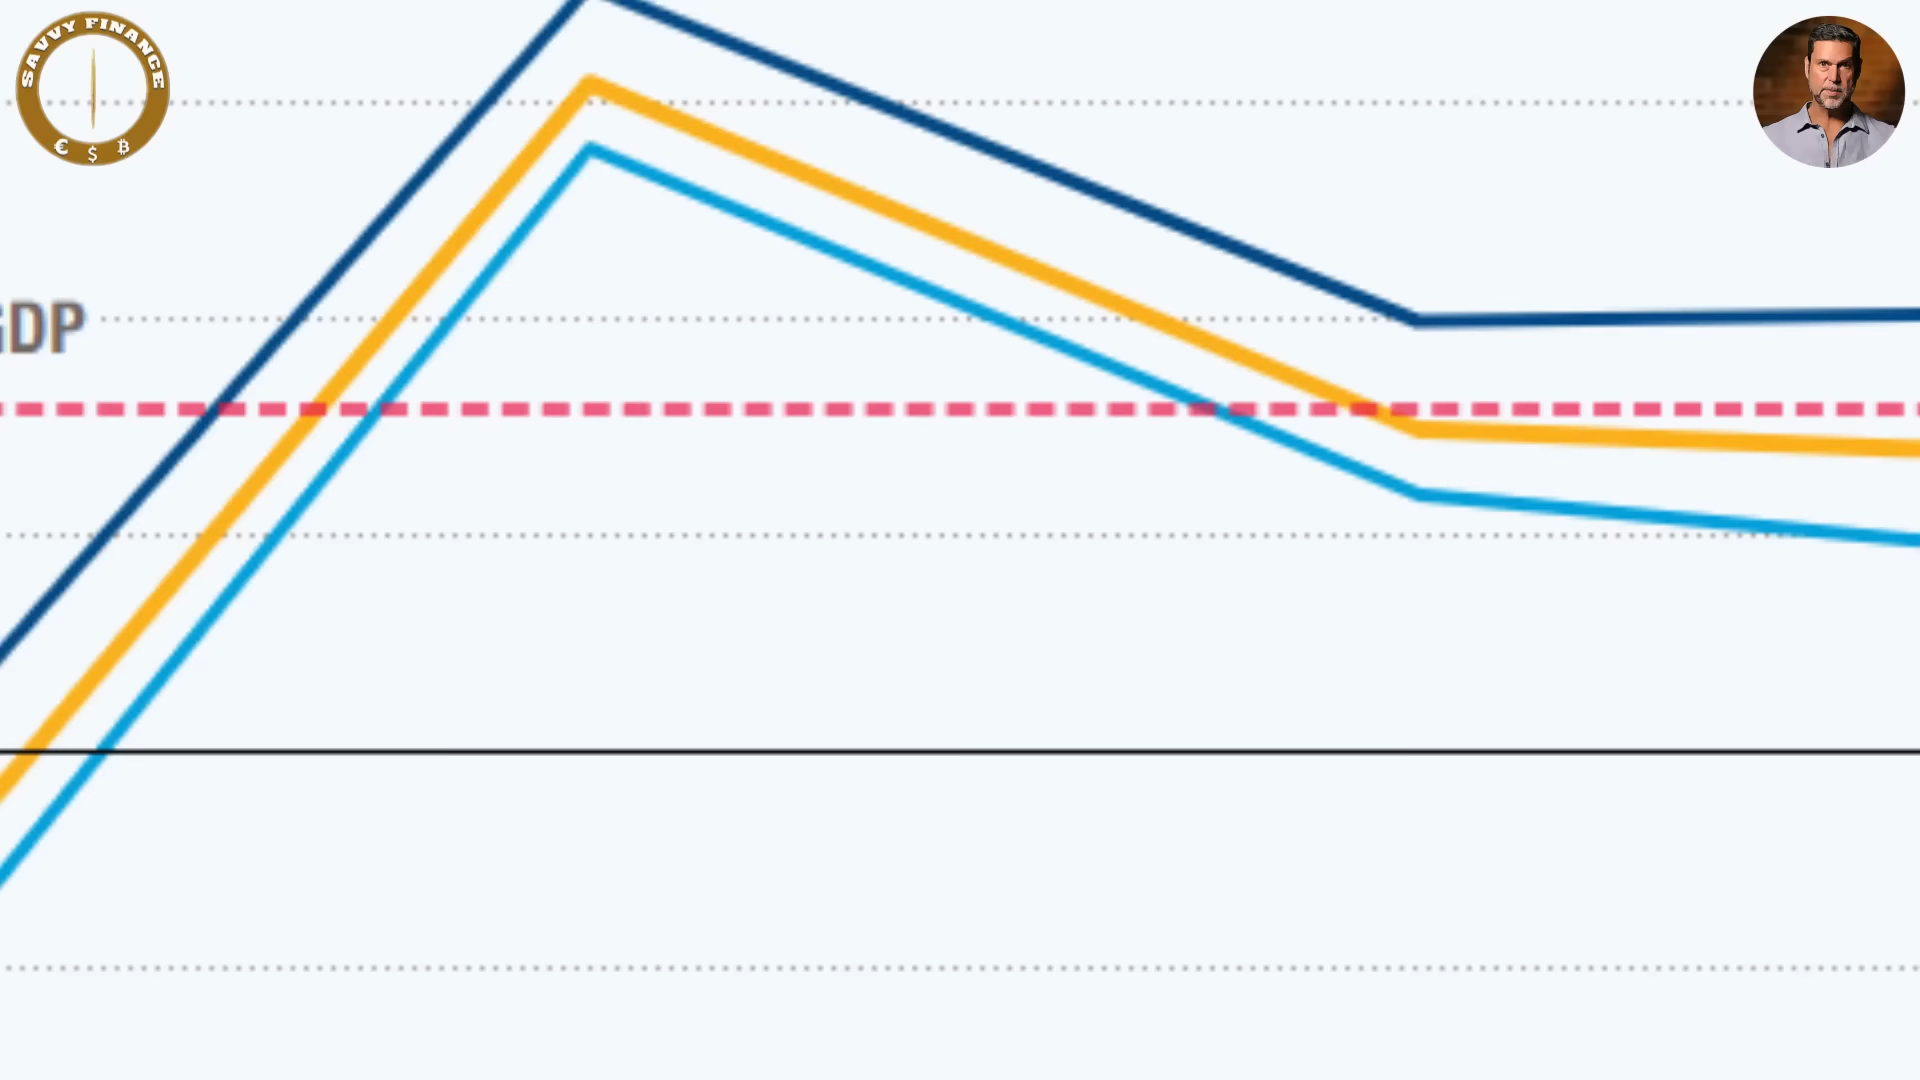 SAVVY FINANCE
€ $ ₿
GDP